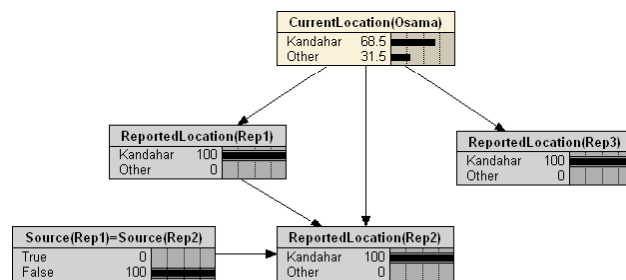 CurrentLocation(Osama)
Kandahar 68.5
Other 31.5
ReportedLocation(Rep1)
Kandahar 100
Other 0
ReportedLocation(Rep3)
Kandahar 100
Other 0
Source(Rep1)=Source(Rep2)
True 0
False 100
ReportedLocation(Rep2)
Kandahar 100
Other 0